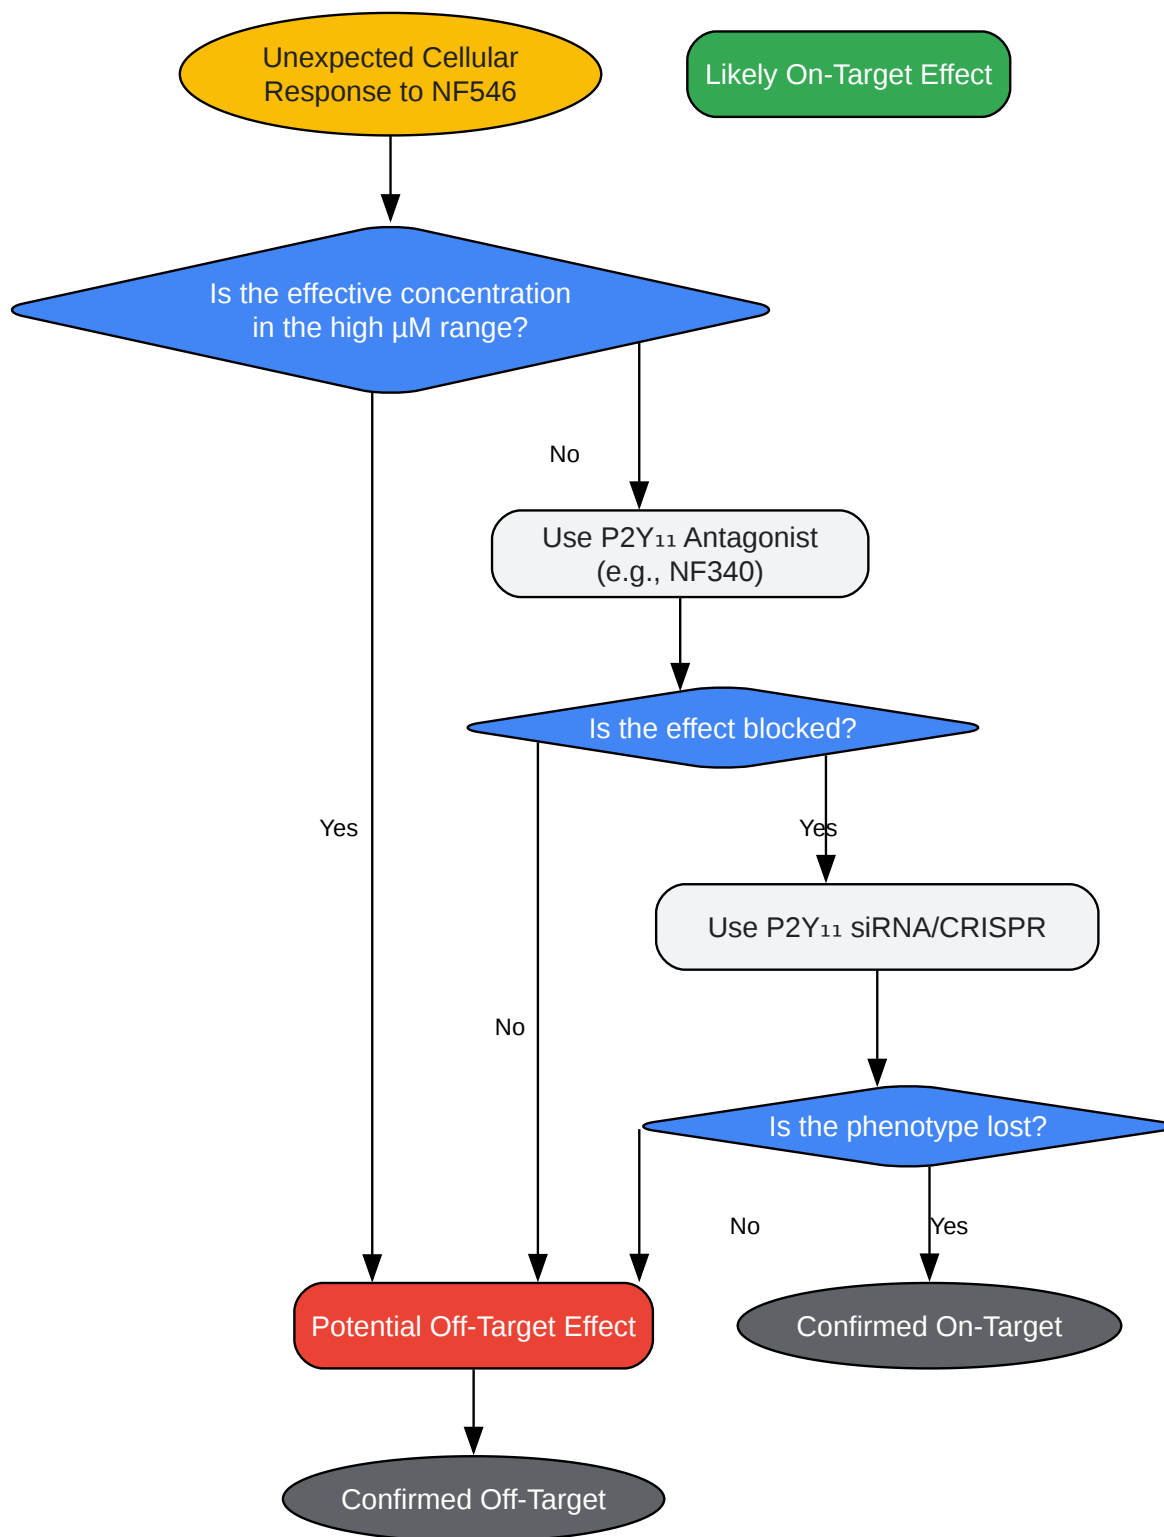 Unexpected Cellular
Response to NF546
Likely On-Target Effect
Is the effective concentration
in the high µM range?
No
Use P2Y₁₁ Antagonist
(e.g., NF340)
Is the effect blocked?
Yes
Yes
Use P2Y₁₁ siRNA/CRISPR
No
Is the phenotype lost?
No
Yes
Potential Off-Target Effect
Confirmed On-Target
Confirmed Off-Target